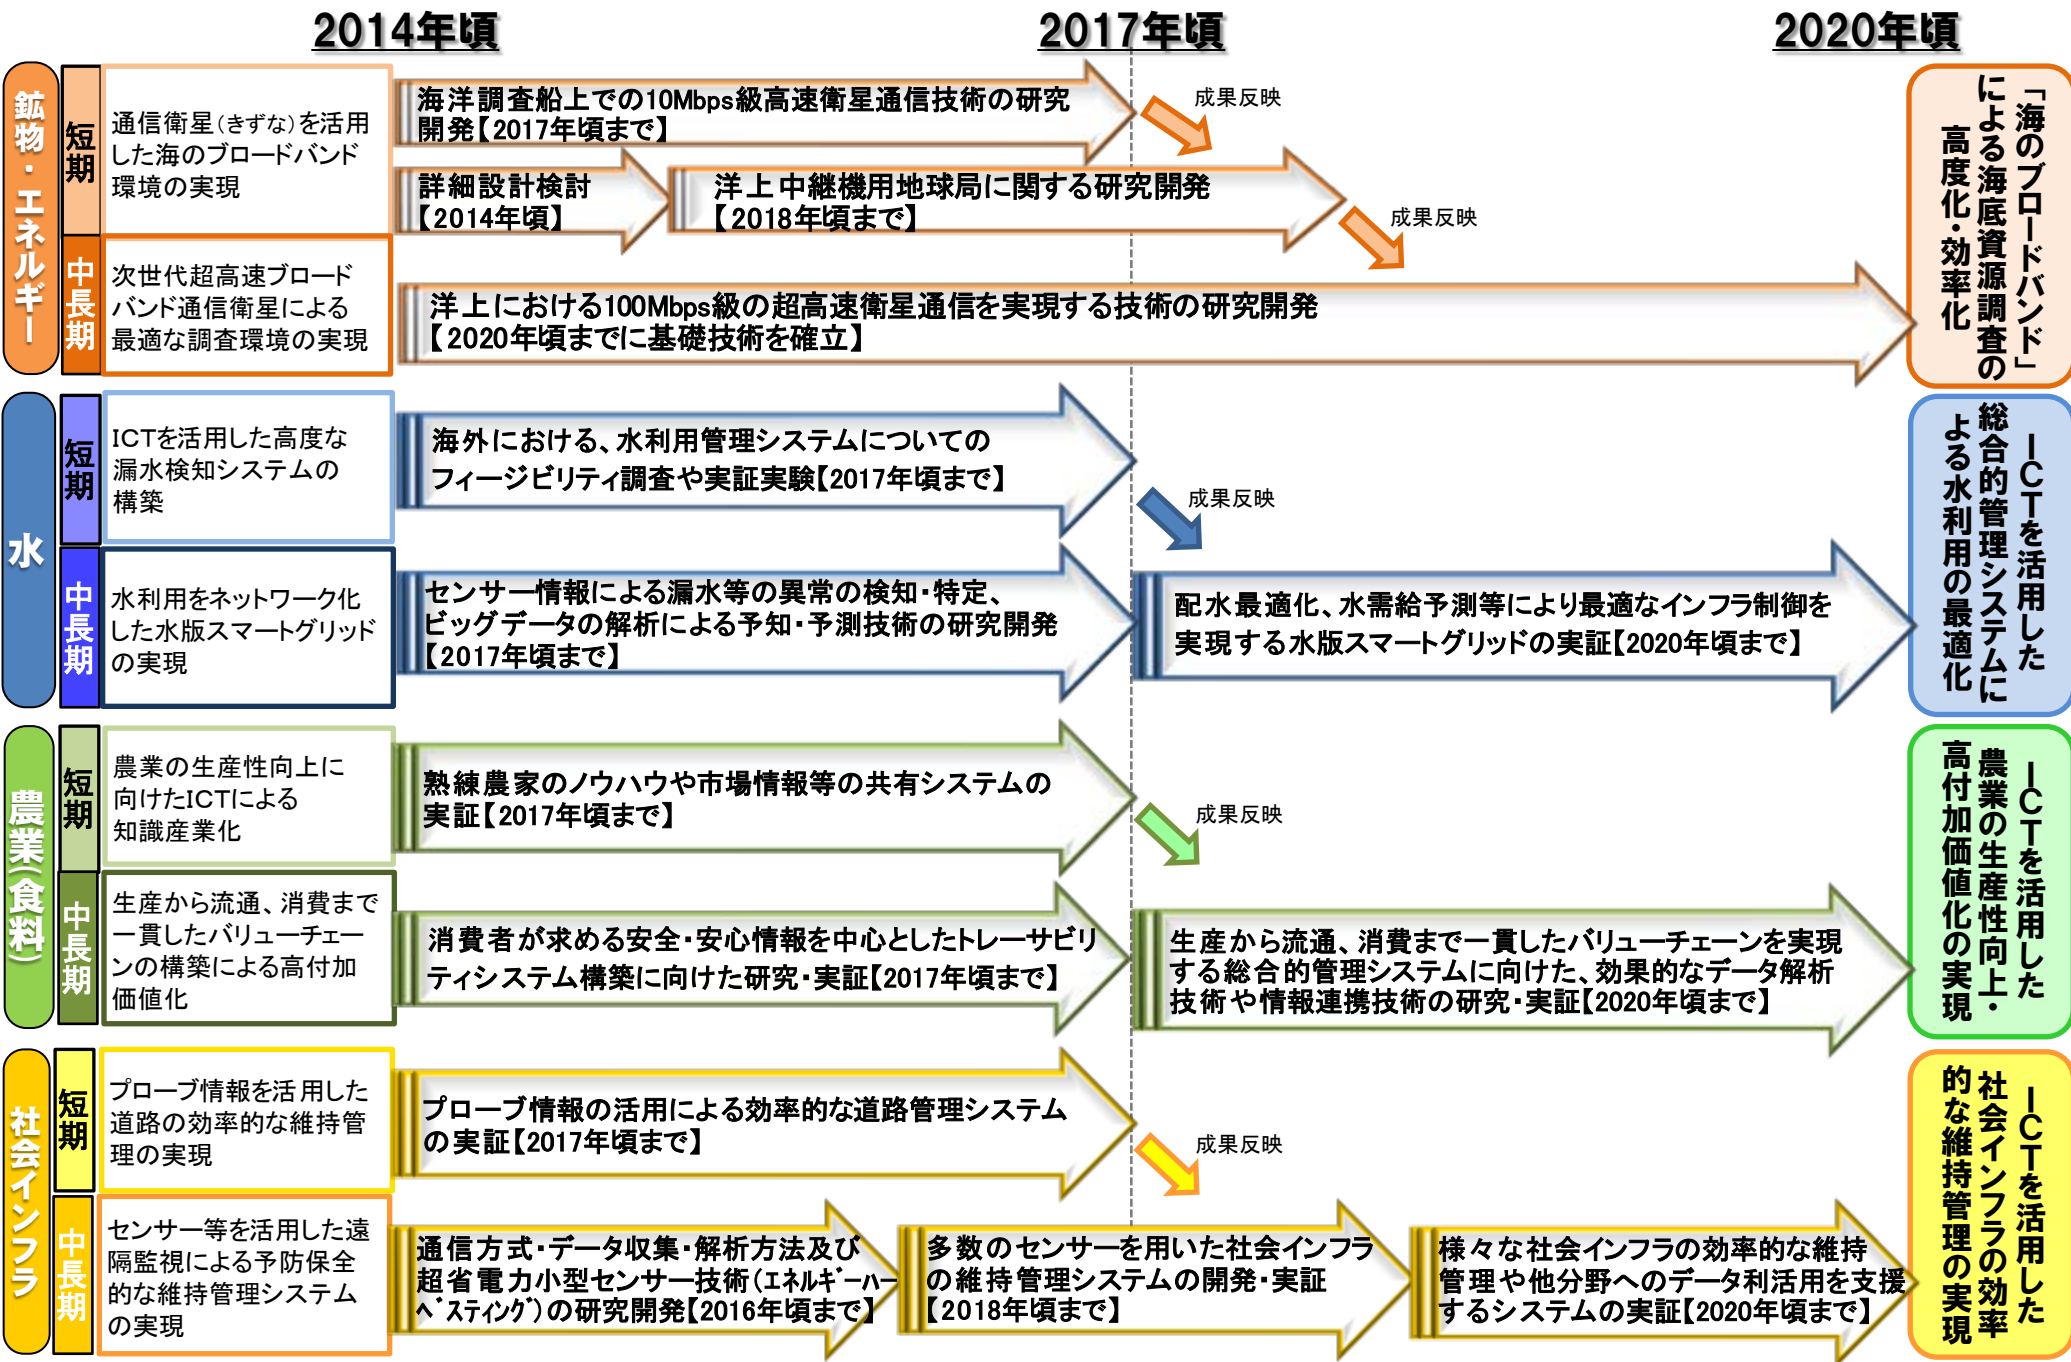 2014年頃
2017年頃
2020年頃
鉱物・エネルギー
短期
通信衛星(きずな)を活用
した海のブロードバンド
環境の実現
海洋調査船上での10Mbps級高速衛星通信技術の研究
開発【2017年頃まで】
成果反映
詳細設計検討
【2014年頃】
洋上中継機用地球局に関する研究開発
【2018年頃まで】
成果反映
中長期
次世代超高速ブロード
バンド通信衛星による
最適な調査環境の実現
洋上における100Mbps級の超高速衛星通信を実現する技術の研究開発
【2020年頃までに基礎技術を確立】
「海のブロードバンド」
による海底資源調査の
高度化・効率化
水
短期
ICTを活用した高度な
漏水検知システムの
構築
海外における、水利用管理システムについての
フィージビリティ調査や実証実験【2017年頃まで】
成果反映
中長期
水利用をネットワーク化
した水版スマートグリッド
の実現
センサー情報による漏水等の異常の検知・特定、
ビッグデータの解析による予知・予測技術の研究開発
【2017年頃まで】
配水最適化、水需給予測等により最適なインフラ制御を
実現する水版スマートグリッドの実証【2020年頃まで】
ICTを活用した
総合的管理システムに
よる水利用の最適化
農業(食料)
短期
農業の生産性向上に
向けたICTによる
知識産業化
熟練農家のノウハウや市場情報等の共有システムの
実証【2017年頃まで】
成果反映
中長期
生産から流通、消費まで
一貫したバリューチェー
ンの構築による高付加
価値化
消費者が求める安全・安心情報を中心としたトレーサビリ
ティシステム構築に向けた研究・実証【2017年頃まで】
生産から流通、消費まで一貫したバリューチェーンを実現
する総合的管理システムに向けた、効果的なデータ解析
技術や情報連携技術の研究・実証【2020年頃まで】
ICTを活用した
農業の生産性向上・
高付加価値化の実現
社会インフラ
短期
プローブ情報を活用した
道路の効率的な維持管
理の実現
プローブ情報の活用による効率的な道路管理システム
の実証【2017年頃まで】
成果反映
中長期
センサー等を活用した遠
隔監視による予防保全
的な維持管理システム
の実現
通信方式・データ収集・解析方法及び
超省電力小型センサー技術(エネルギーハー
ベスティング)の研究開発【2016年頃まで】
多数のセンサーを用いた社会インフラ
の維持管理システムの開発・実証
【2018年頃まで】
様々な社会インフラの効率的な維持
管理や他分野へのデータ利活用を支援
するシステムの実証【2020年頃まで】
ICTを活用した
社会インフラの効率
的な維持管理の実現